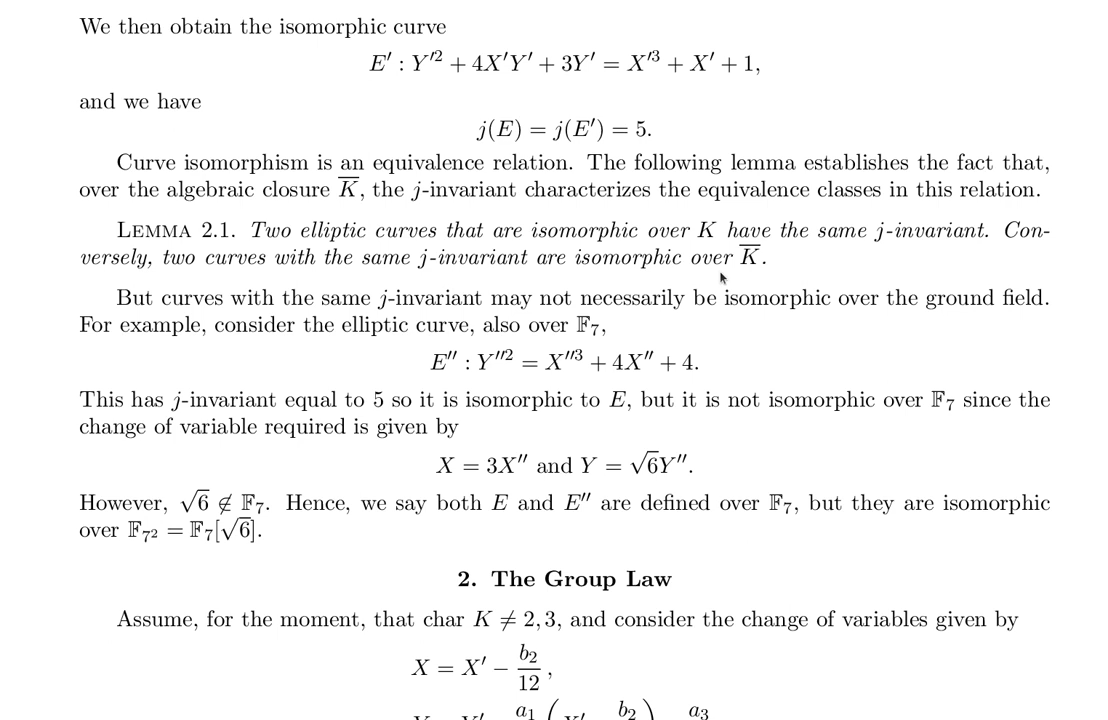 We then obtain the isomorphic curve
E′ : Y′² + 4X′Y′ + 3Y′ = X′³ + X′ + 1,
and we have
j(E) = j(E′) = 5.
Curve isomorphism is an equivalence relation. The following lemma establishes the fact that,
over the algebraic closure K̅, the j-invariant characterizes the equivalence classes in this relation.
LEMMA 2.1. Two elliptic curves that are isomorphic over K have the same j-invariant. Con-
versely, two curves with the same j-invariant are isomorphic over K̅.
But curves with the same j-invariant may not necessarily be isomorphic over the ground field.
For example, consider the elliptic curve, also over 𝔽₇,
E″ : Y″² = X″³ + 4X″ + 4.
This has j-invariant equal to 5 so it is isomorphic to E, but it is not isomorphic over 𝔽₇ since the
change of variable required is given by
X = 3X″ and Y = √6Y″.
However, √6 ∉ 𝔽₇. Hence, we say both E and E″ are defined over 𝔽₇, but they are isomorphic
over 𝔽₇² = 𝔽₇[√6].
2. The Group Law
Assume, for the moment, that char K ≠ 2, 3, and consider the change of variables given by
X = X′ − b₂/12,
a₁ ( b₂ ) a₃